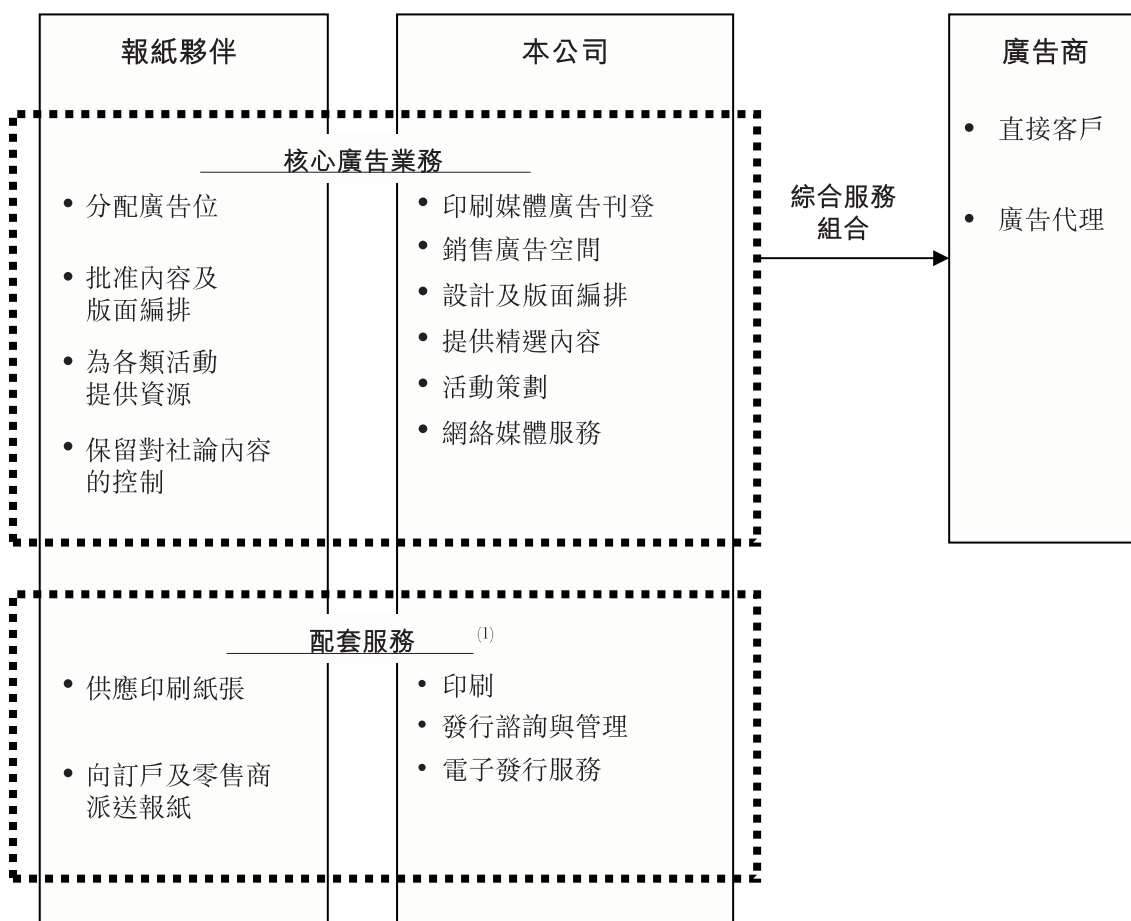 報紙夥伴
本公司
廣告商
核心廣告業務
• 分配廣告位
• 批准內容及
版面編排
• 為各類活動
提供資源
• 保留對社論內容
的控制
• 印刷媒體廣告刊登
• 銷售廣告空間
• 設計及版面編排
• 提供精選內容
• 活動策劃
• 網絡媒體服務
綜合服務
組合
• 直接客戶
• 廣告代理
配套服務 (1)
• 供應印刷紙張
• 向訂戶及零售商
派送報紙
• 印刷
• 發行諮詢與管理
• 電子發行服務